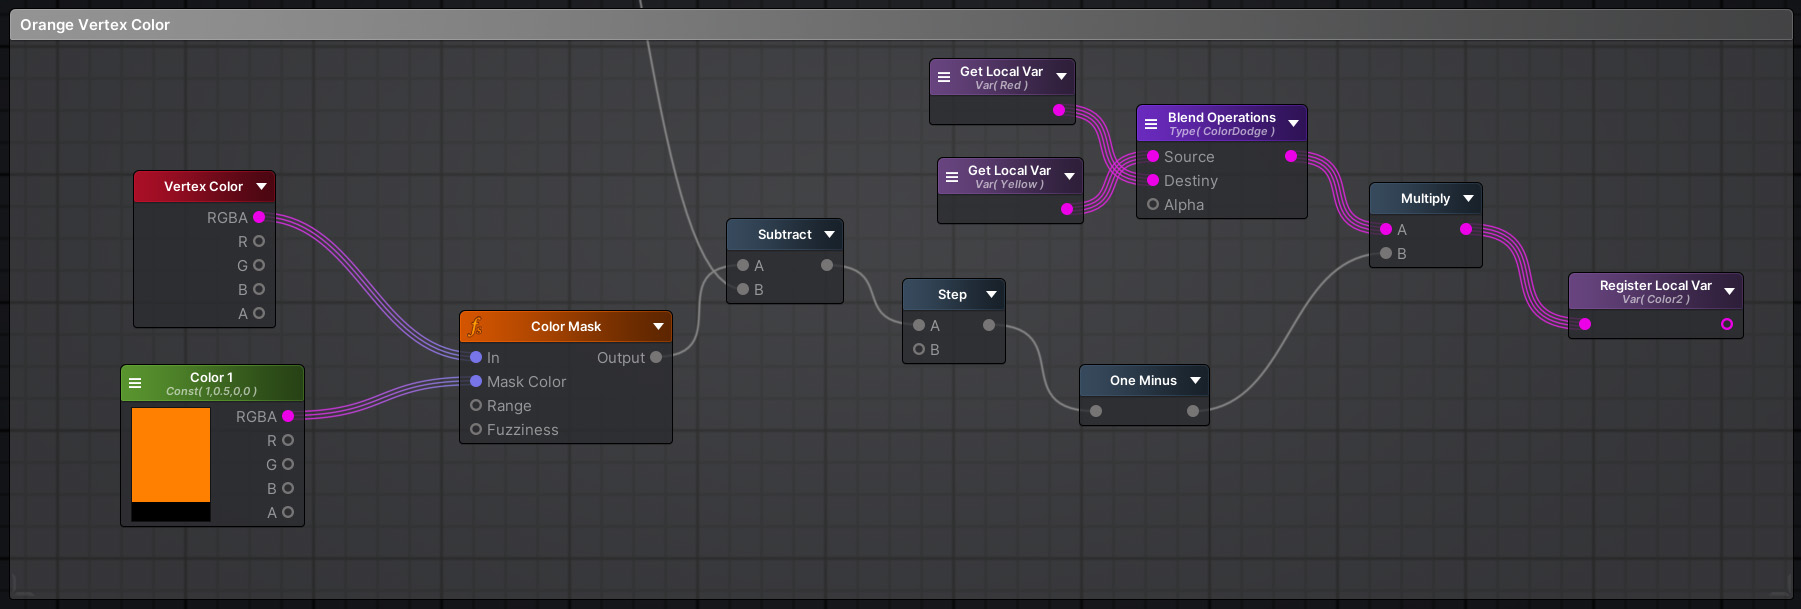 Orange Vertex Color
Get Local Var
Var( Red )
Blend Operations
Type( ColorDodge )
Source
Destiny
Alpha
Get Local Var
Var( Yellow )
Vertex Color
RGBA
R
G
B
A
Multiply
A
B
Subtract
A
B
Step
A
B
Register Local Var
Var( Color2 )
Color Mask
In
Output
Mask Color
Range
Fuzziness
Color 1
Const( 1,0.5,0,0 )
RGBA
R
G
B
A
One Minus